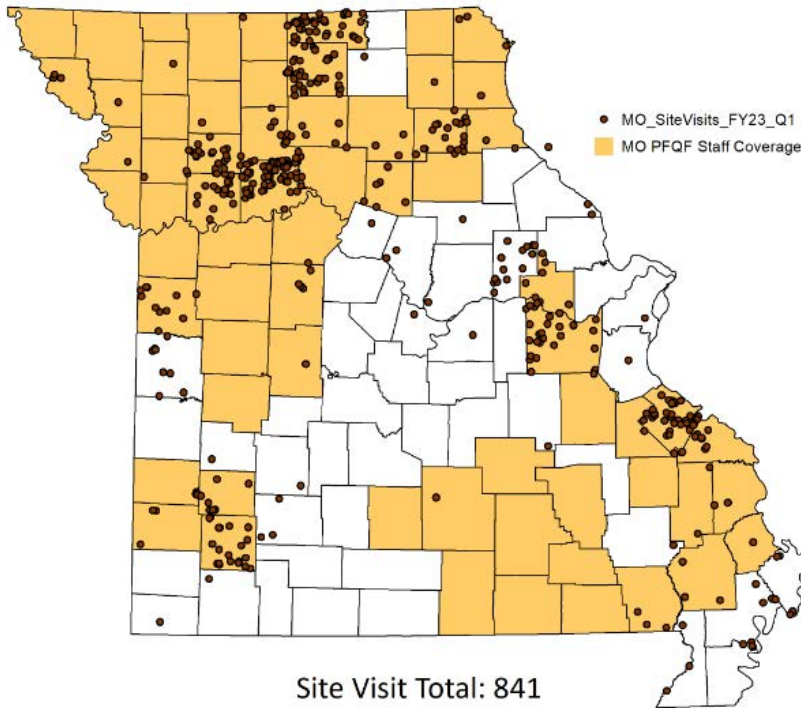 MO_SiteVisits_FY23_Q1
MO PFQF Staff Coverage
Site Visit Total: 841